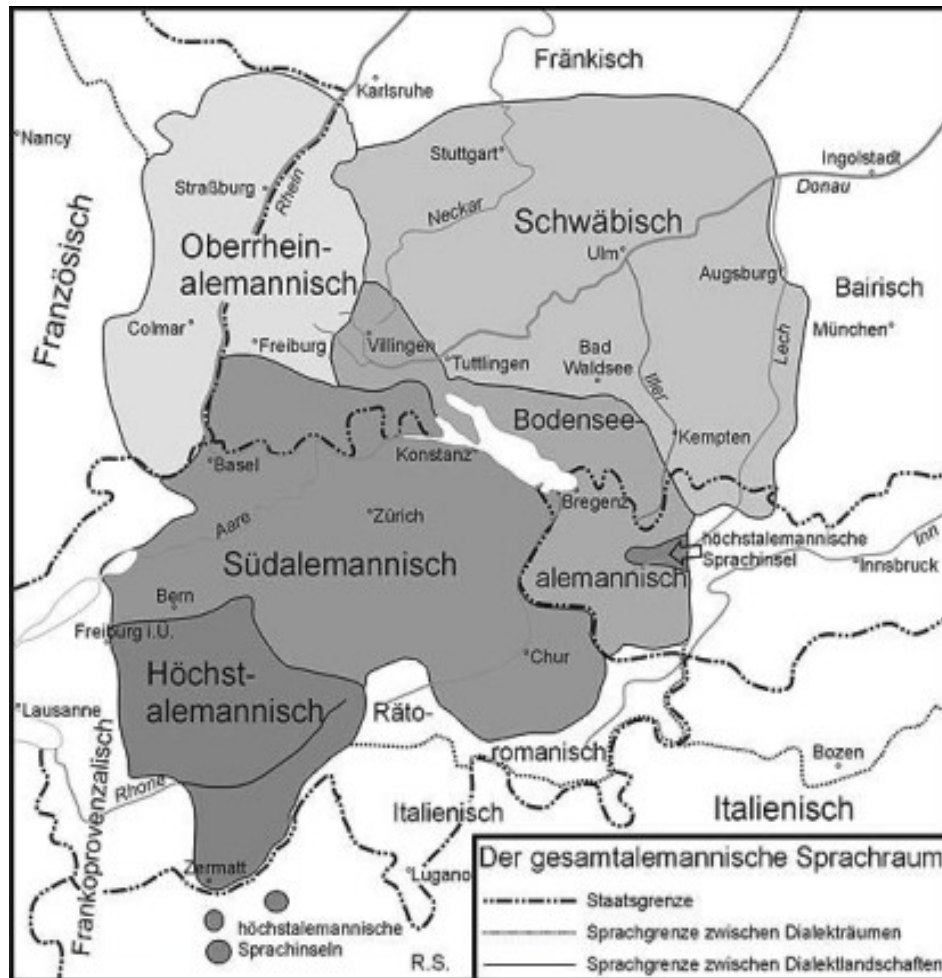 Fränkisch
Karlsruhe
Nancy
Stuttgart
Ingolstadt
Straßburg
Rhein
Donau
Neckar
Schwäbisch
Französisch
Oberrhein-
alemannisch
Ulm
Augsburg
Bairisch
Colmar
Freiburg
Villingen
Tuttlingen
Bad
Waldsee
Iller
Lech
München
Bodensee-
Kempten
Basel
Konstanz
Bregenz
Aare
Zürich
höchstalemannische
Sprachinsel
Inn
Innsbruck
Südalemannisch
alemannisch
Bern
Freiburg i.Ü.
Chur
Höchst-
alemannisch
Lausanne
Räto-
romanisch
Bozen
Rhone
Frankoprovenzalisch
Italienisch
Italienisch
Zermatt
Lugano
höchstalemannische
Sprachinseln
R.S.
Der gesamtalemannische Sprachraum
Staatsgrenze
Sprachgrenze zwischen Dialekträumen
Sprachgrenze zwischen Dialektlandschaften